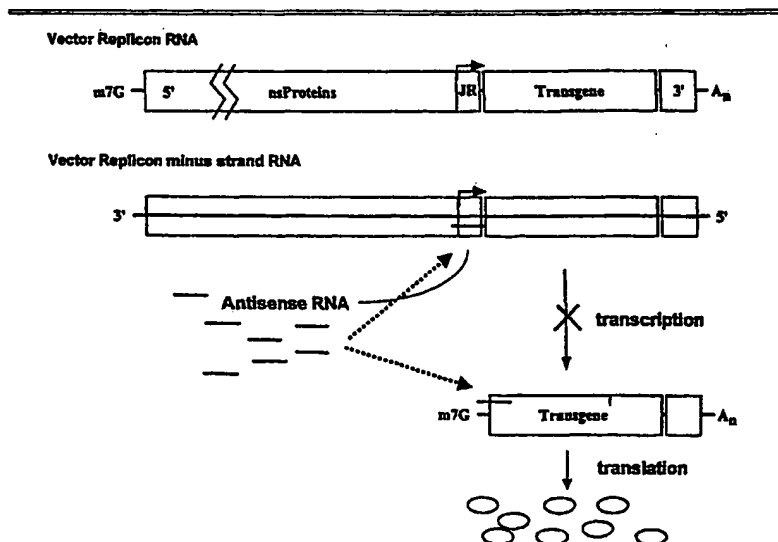 Vector Replicon RNA
m7G 5' nsProteins JR Transgene 3' Aₙ
Vector Replicon minus strand RNA
3' 5'
Antisense RNA
transcription
m7G Transgene Aₙ
translation